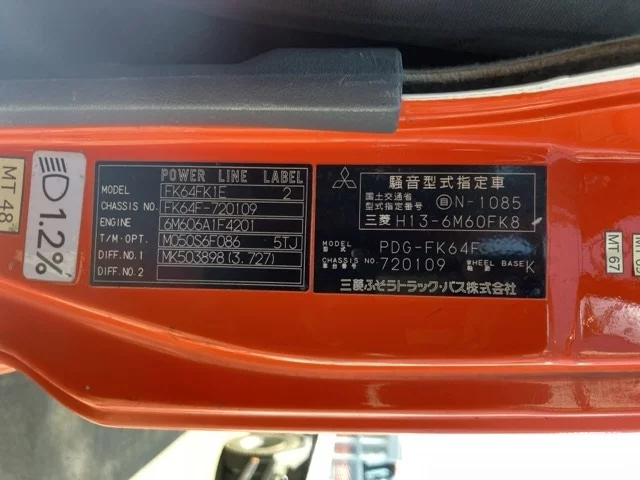 MT 48
1.2%
POWER LINE LABEL
MODEL FK64FK1F 2
CHASSIS NO. FK64F-720109
ENGINE 6M606A1F4201
T/M・OPT. M050S6F086 5TJ
DIFF. NO.1 MK503898(3.727)
DIFF. NO.2
騒音型式指定車
国土交通省
型式指定番号 自N-1085
三菱 H13-6M60FK8
MODEL 型式 PDG-FK64F
CHASSIS NO. 車台番号 720109 WHEEL BASE 軸距 K
三菱ふそうトラック・バス株式会社
MT 67